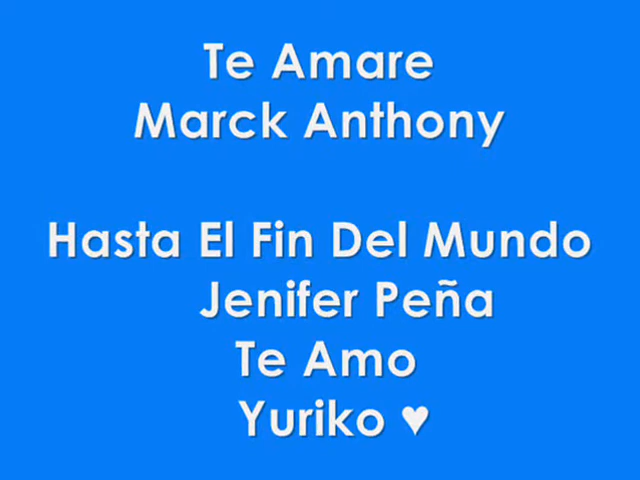 Te Amare
Marck Anthony
Hasta El Fin Del Mundo
Jenifer Peña
Te Amo
Yuriko ♥